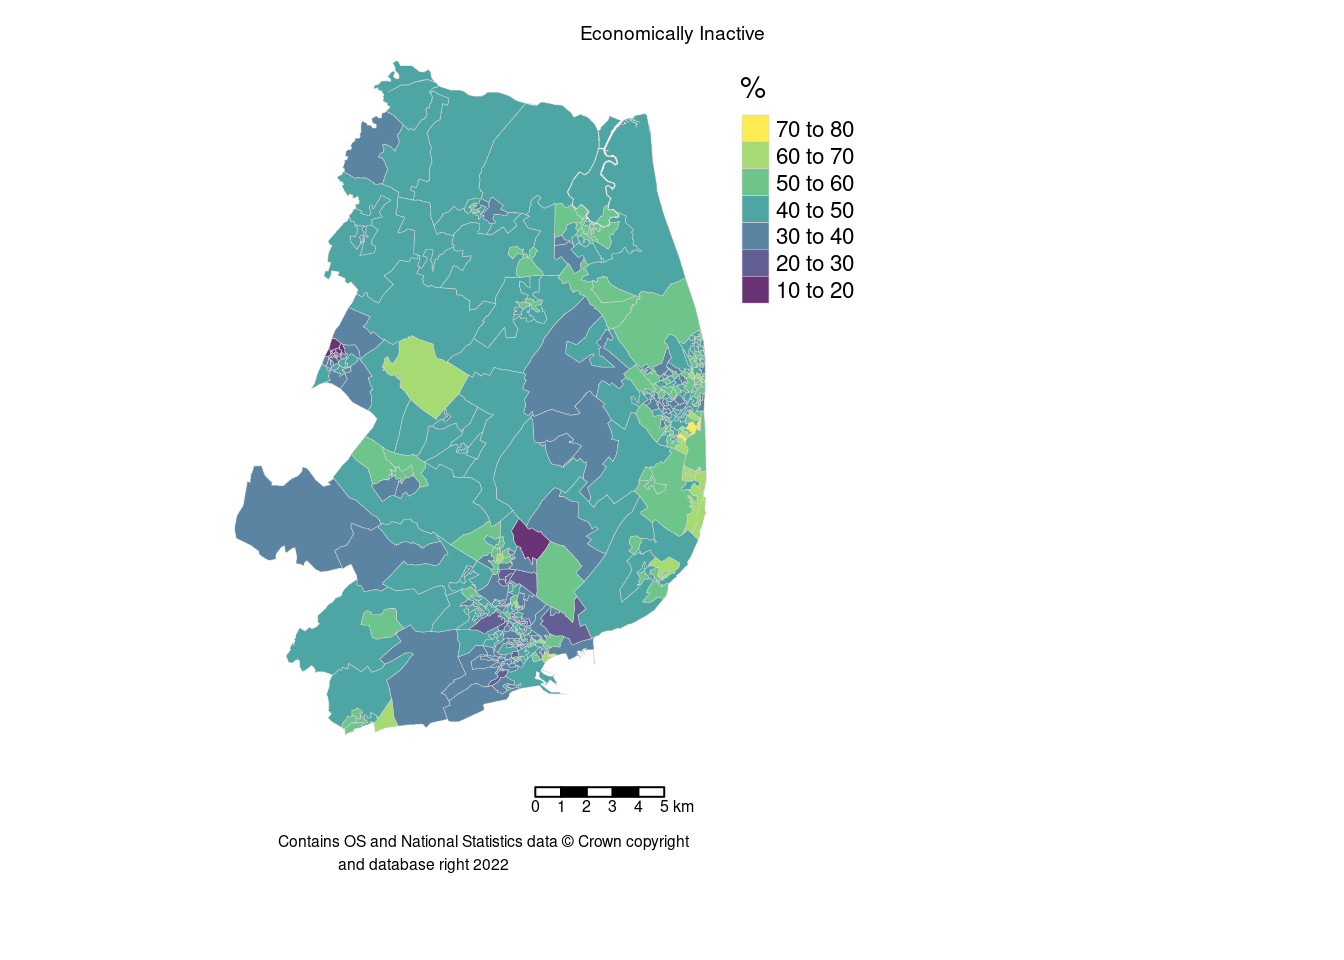 Economically Inactive
%
70 to 80
60 to 70
50 to 60
40 to 50
30 to 40
20 to 30
10 to 20
0 1 2 3 4 5 km
Contains OS and National Statistics data © Crown copyright
and database right 2022